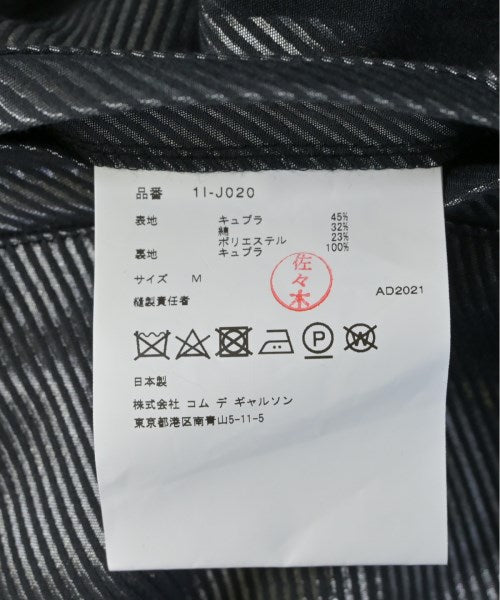 品番 1I-J020
表地 キュプラ 45%
綿 32%
ポリエステル 23%
裏地 キュプラ 100%
サイズ M
佐々木
縫製責任者
AD2021
P
W
日本製
株式会社 コム デ ギャルソン
東京都港区南青山5-11-5